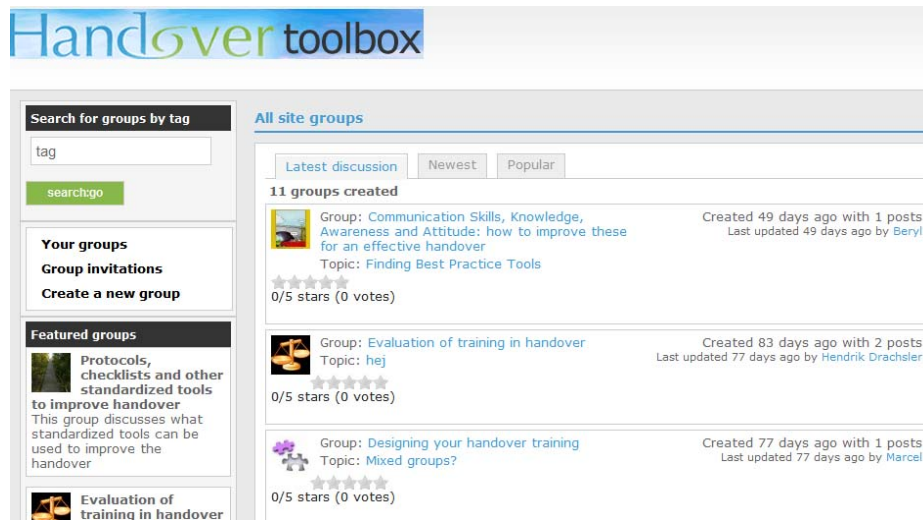 Handover toolbox
Search for groups by tag
tag
search:go
Your groups
Group invitations
Create a new group
Featured groups
Protocols,
checklists and other
standardized tools
to improve handover
This group discusses what
standardized tools can be
used to improve the
handover
Evaluation of
training in handover
All site groups
Latest discussion
Newest
Popular
11 groups created
Group: Communication Skills, Knowledge,
Awareness and Attitude: how to improve these
for an effective handover
Topic: Finding Best Practice Tools
0/5 stars (0 votes)
Created 49 days ago with 1 posts
Last updated 49 days ago by Beryl
Group: Evaluation of training in handover
Topic: hej
0/5 stars (0 votes)
Created 83 days ago with 2 posts
Last updated 77 days ago by Hendrik Drachsler
Group: Designing your handover training
Topic: Mixed groups?
0/5 stars (0 votes)
Created 77 days ago with 1 posts
Last updated 77 days ago by Marcel